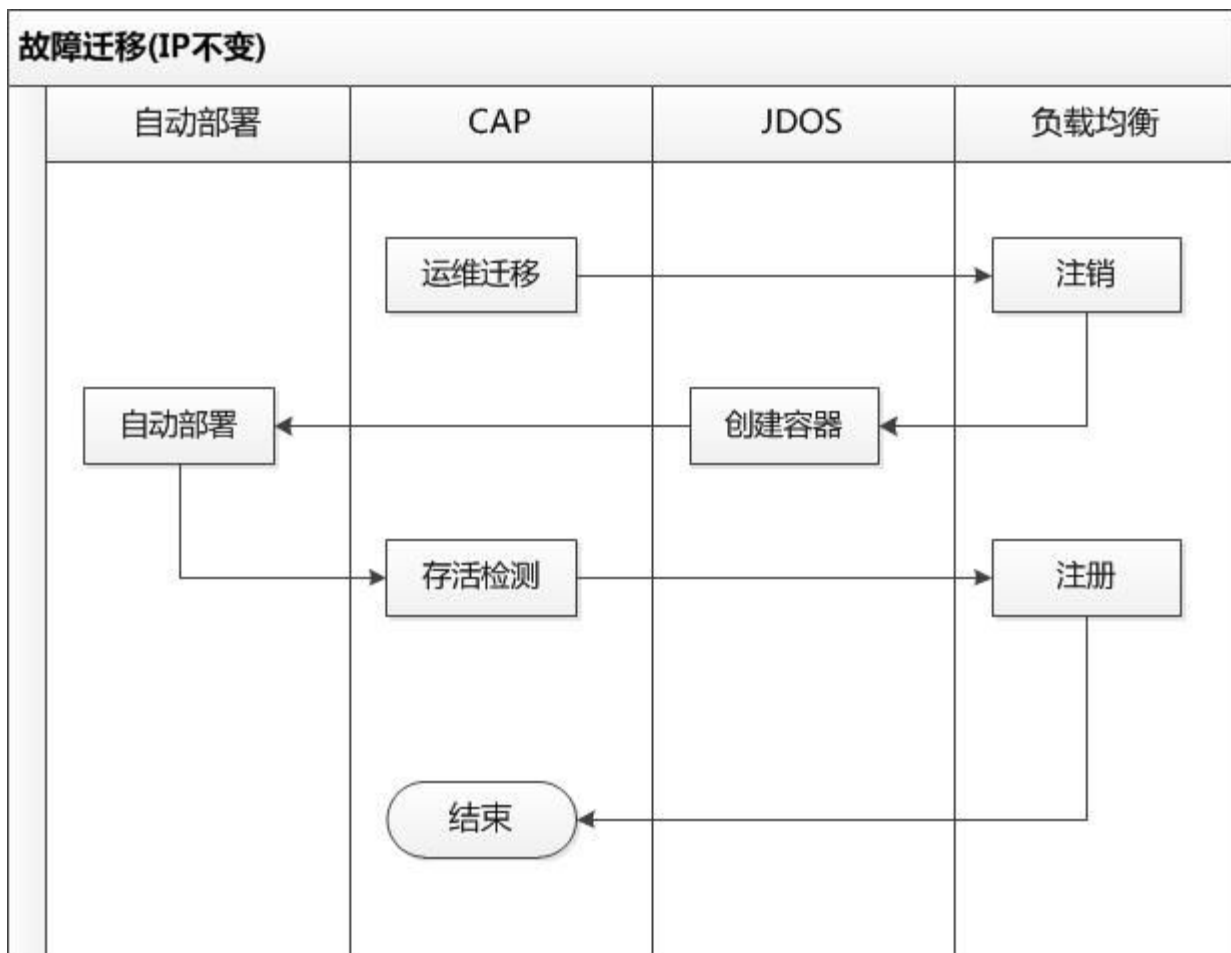 故障迁移(IP不变)
自动部署
CAP
JDOS
负载均衡
运维迁移
注销
自动部署
创建容器
存活检测
注册
结束